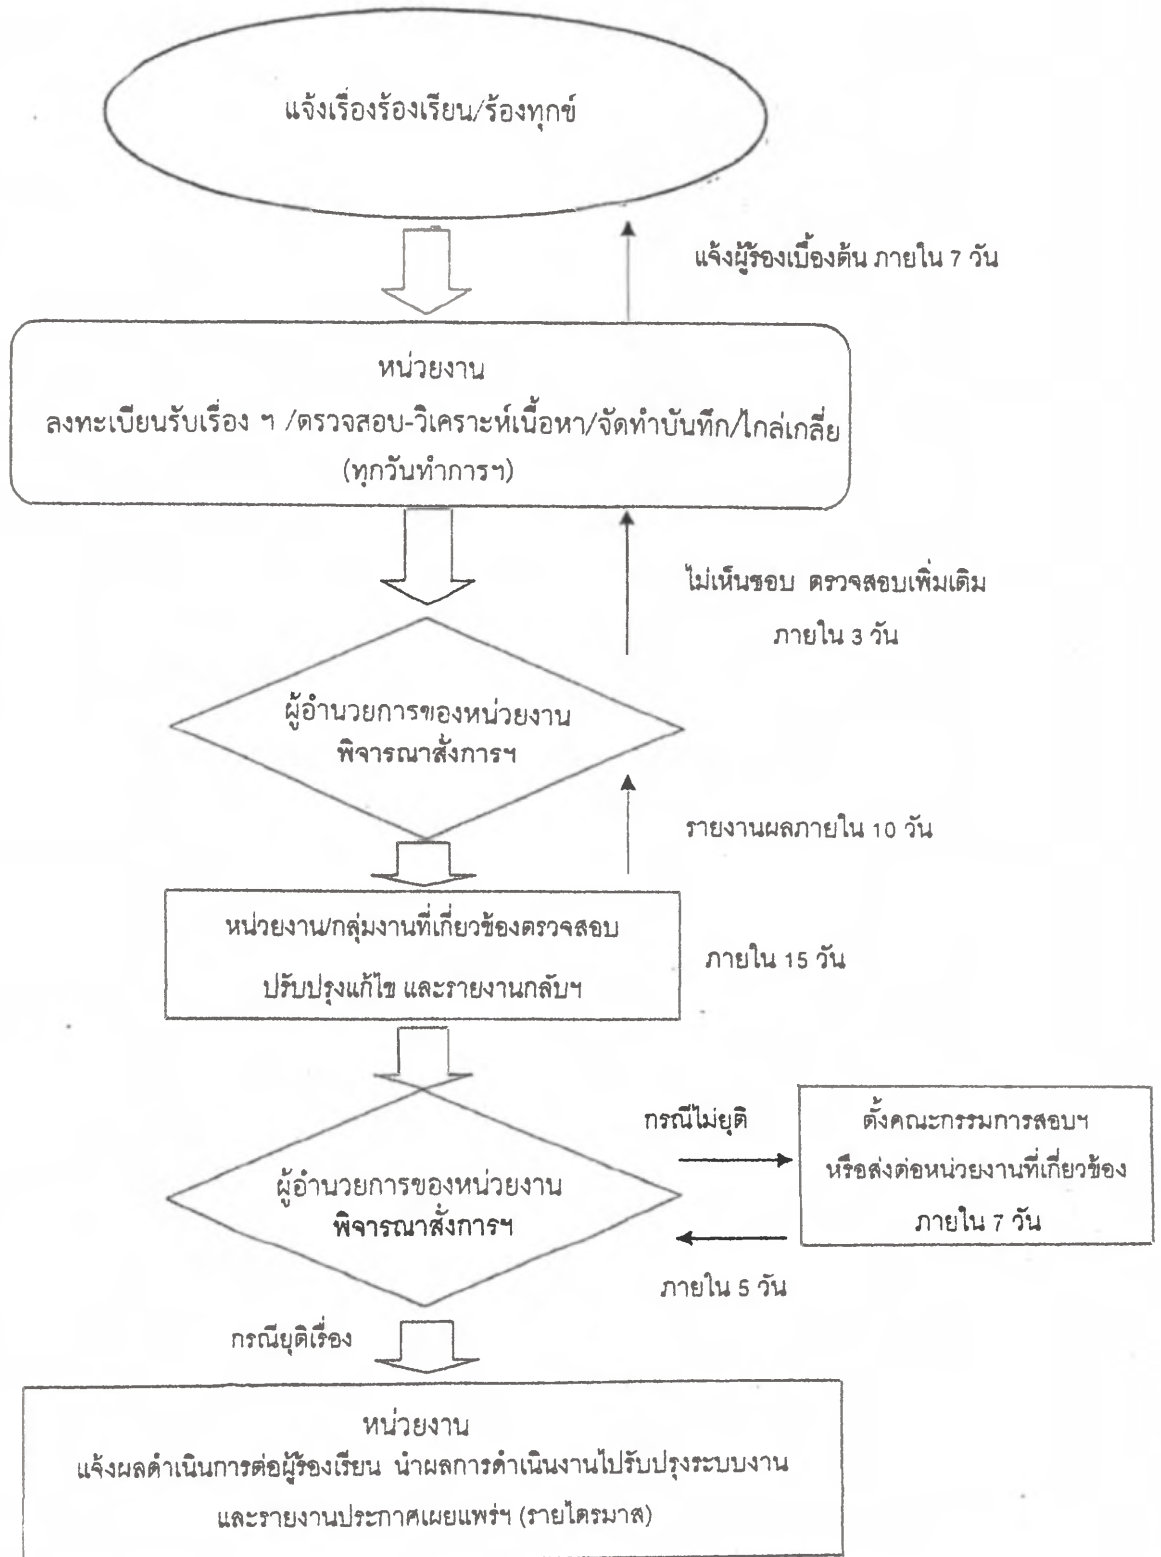 แจ้งเรื่องร้องเรียน/ร้องทุกข์
แจ้งผู้ร้องเบื้องต้น ภายใน 7 วัน
หน่วยงาน
ลงทะเบียนรับเรื่อง ฯ /ตรวจสอบ-วิเคราะห์เนื้อหา/จัดทำบันทึก/ไกล่เกลี่ย
(ทุกวันทำการฯ)
ไม่เห็นชอบ ตรวจสอบเพิ่มเติม
ภายใน 3 วัน
ผู้อำนวยการของหน่วยงาน
พิจารณาสั่งการฯ
รายงานผลภายใน 10 วัน
หน่วยงาน/กลุ่มงานที่เกี่ยวข้องตรวจสอบ
ปรับปรุงแก้ไข และรายงานกลับฯ
ภายใน 15 วัน
กรณีไม่ยุติ
ตั้งคณะกรรมการสอบฯ
หรือส่งต่อหน่วยงานที่เกี่ยวข้อง
ภายใน 7 วัน
ผู้อำนวยการของหน่วยงาน
พิจารณาสั่งการฯ
ภายใน 5 วัน
กรณียุติเรื่อง
หน่วยงาน
แจ้งผลดำเนินการต่อผู้ร้องเรียน นำผลการดำเนินงานไปปรับปรุงระบบงาน
และรายงานประกาศเผยแพร่ฯ (รายไตรมาส)